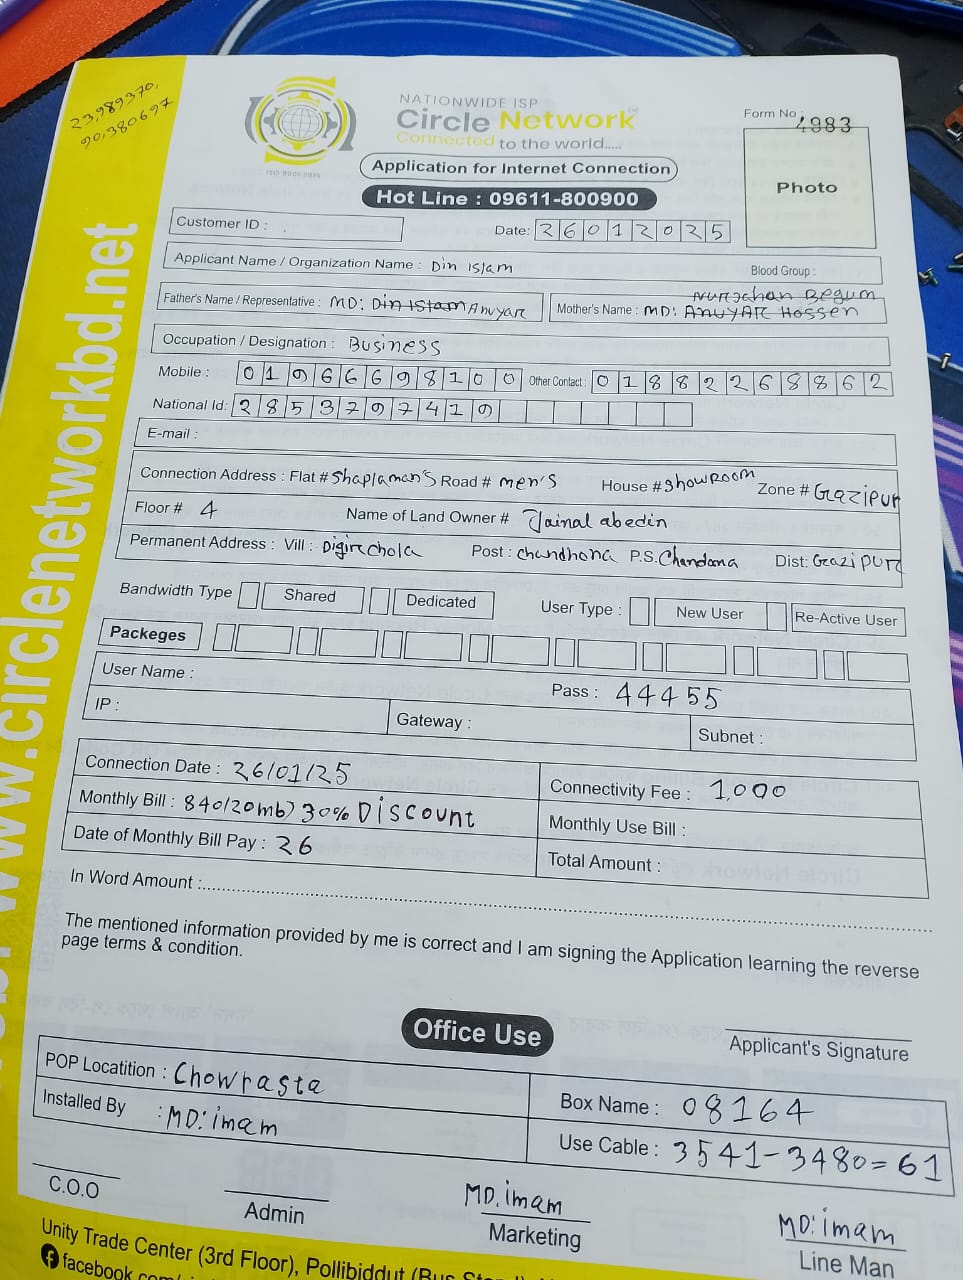 23,989370,
90,380697
NATIONWIDE ISP
Circle Network
Connected to the world.....
ISO 9001:2015
Form No: 4983
Photo
Application for Internet Connection
Hot Line : 09611-800900
Customer ID :
Date: 26012025
Applicant Name / Organization Name : Din Islam
Blood Group :
Father's Name / Representative : MD: Din Islam Anuyar
Mother's Name : MD: Anuyar Hossen
Nurjahan Begum
Occupation / Designation : Business
Mobile : 01966698100 Other Contact : 01882268862
National Id: 2853797419
E-mail :
Connection Address : Flat # Shaplaman's Road # men's House # showroom Zone # Gazipur
Floor # 4 Name of Land Owner # Jainal abedin
Permanent Address : Vill : Digirchola Post : chandhona P.S. Chandana Dist: Gazipur
Bandwidth Type Shared Dedicated User Type : New User Re-Active User
Packeges
User Name : Pass : 44455
IP : Gateway : Subnet :
Connection Date : 26/01/25 Connectivity Fee : 1,000
Monthly Bill : 840(20mb) 30% Discount Monthly Use Bill :
Date of Monthly Bill Pay : 26 Total Amount :
In Word Amount :
The mentioned information provided by me is correct and I am signing the Application learning the reverse
page terms & condition.
Applicant's Signature
Office Use
POP Locatition : Chowrasta Box Name : 08164
Installed By : MD: imam Use Cable : 3541-3480=61
C.O.O
Admin
MD. imam
Marketing
MD: imam
Line Man
Unity Trade Center (3rd Floor), Pollibiddut (Bus
facebook.com
www.circlenetworkbd.net